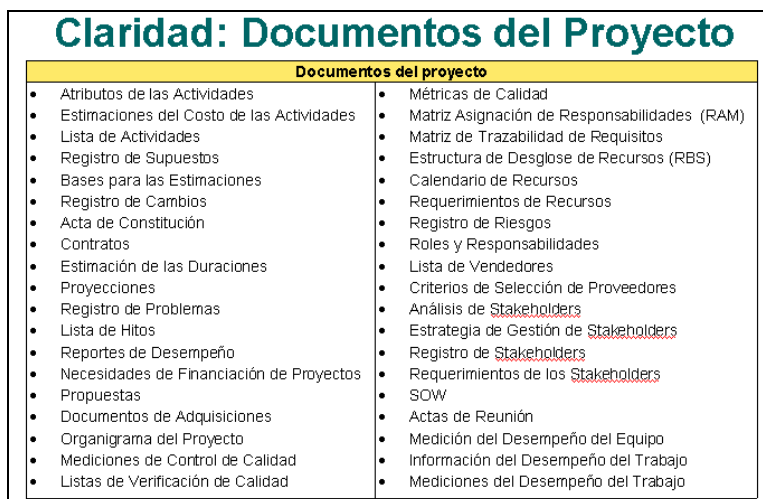 Claridad: Documentos del Proyecto
Documentos del proyecto
• Atributos de las Actividades
• Estimaciones del Costo de las Actividades
• Lista de Actividades
• Registro de Supuestos
• Bases para las Estimaciones
• Registro de Cambios
• Acta de Constitución
• Contratos
• Estimación de las Duraciones
• Proyecciones
• Registro de Problemas
• Lista de Hitos
• Reportes de Desempeño
• Necesidades de Financiación de Proyectos
• Propuestas
• Documentos de Adquisiciones
• Organigrama del Proyecto
• Mediciones de Control de Calidad
• Listas de Verificación de Calidad
• Métricas de Calidad
• Matriz Asignación de Responsabilidades (RAM)
• Matriz de Trazabilidad de Requisitos
• Estructura de Desglose de Recursos (RBS)
• Calendario de Recursos
• Requerimientos de Recursos
• Registro de Riesgos
• Roles y Responsabilidades
• Lista de Vendedores
• Criterios de Selección de Proveedores
• Análisis de Stakeholders
• Estrategia de Gestión de Stakeholders
• Registro de Stakeholders
• Requerimientos de los Stakeholders
• SOW
• Actas de Reunión
• Medición del Desempeño del Equipo
• Información del Desempeño del Trabajo
• Mediciones del Desempeño del Trabajo